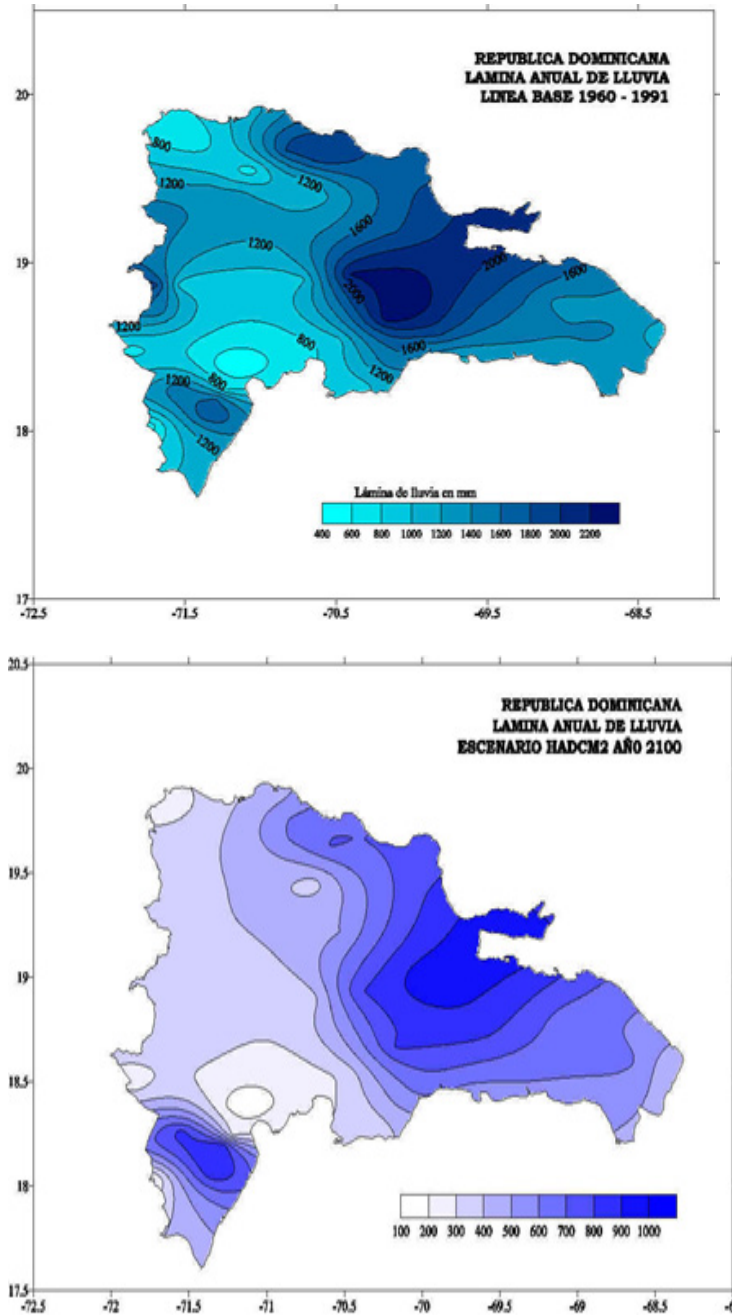 REPUBLICA DOMINICANA
LAMINA ANUAL DE LLUVIA
LINEA BASE 1960 - 1991
20
19
18
17
800
1200
1200
1200
1600
1200
2000
2000
1600
1200
800
1600
1200
1200
800
1200
Lámina de lluvia en mm
400 600 800 1000 1200 1400 1600 1800 2000 2200
-72.5 -71.5 -70.5 -69.5 -68.5
REPUBLICA DOMINICANA
LAMINA ANUAL DE LLUVIA
ESCENARIO HADCM2 AÑO 2100
20.5
20
19.5
19
18.5
18
17.5
100 200 300 400 500 600 700 800 900 1000
-72.5 -72 -71.5 -71 -70.5 -70 -69.5 -69 -68.5